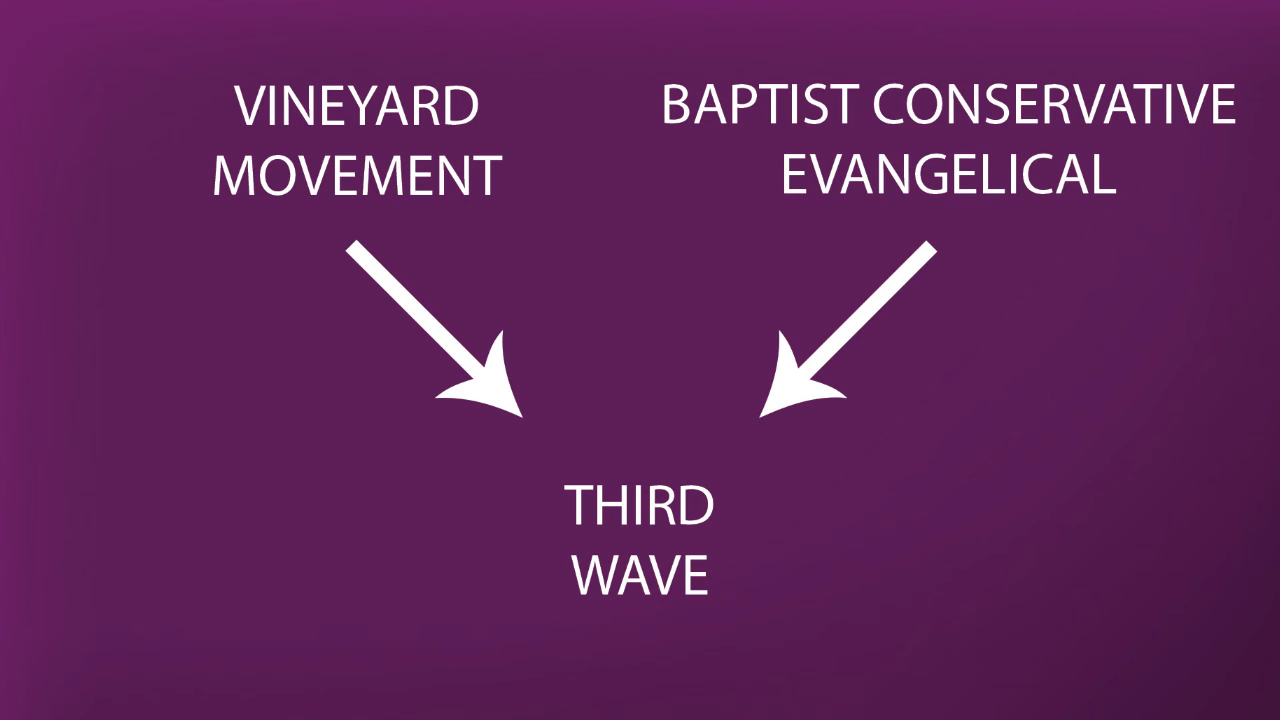 VINEYARD
MOVEMENT
BAPTIST CONSERVATIVE
EVANGELICAL
THIRD
WAVE